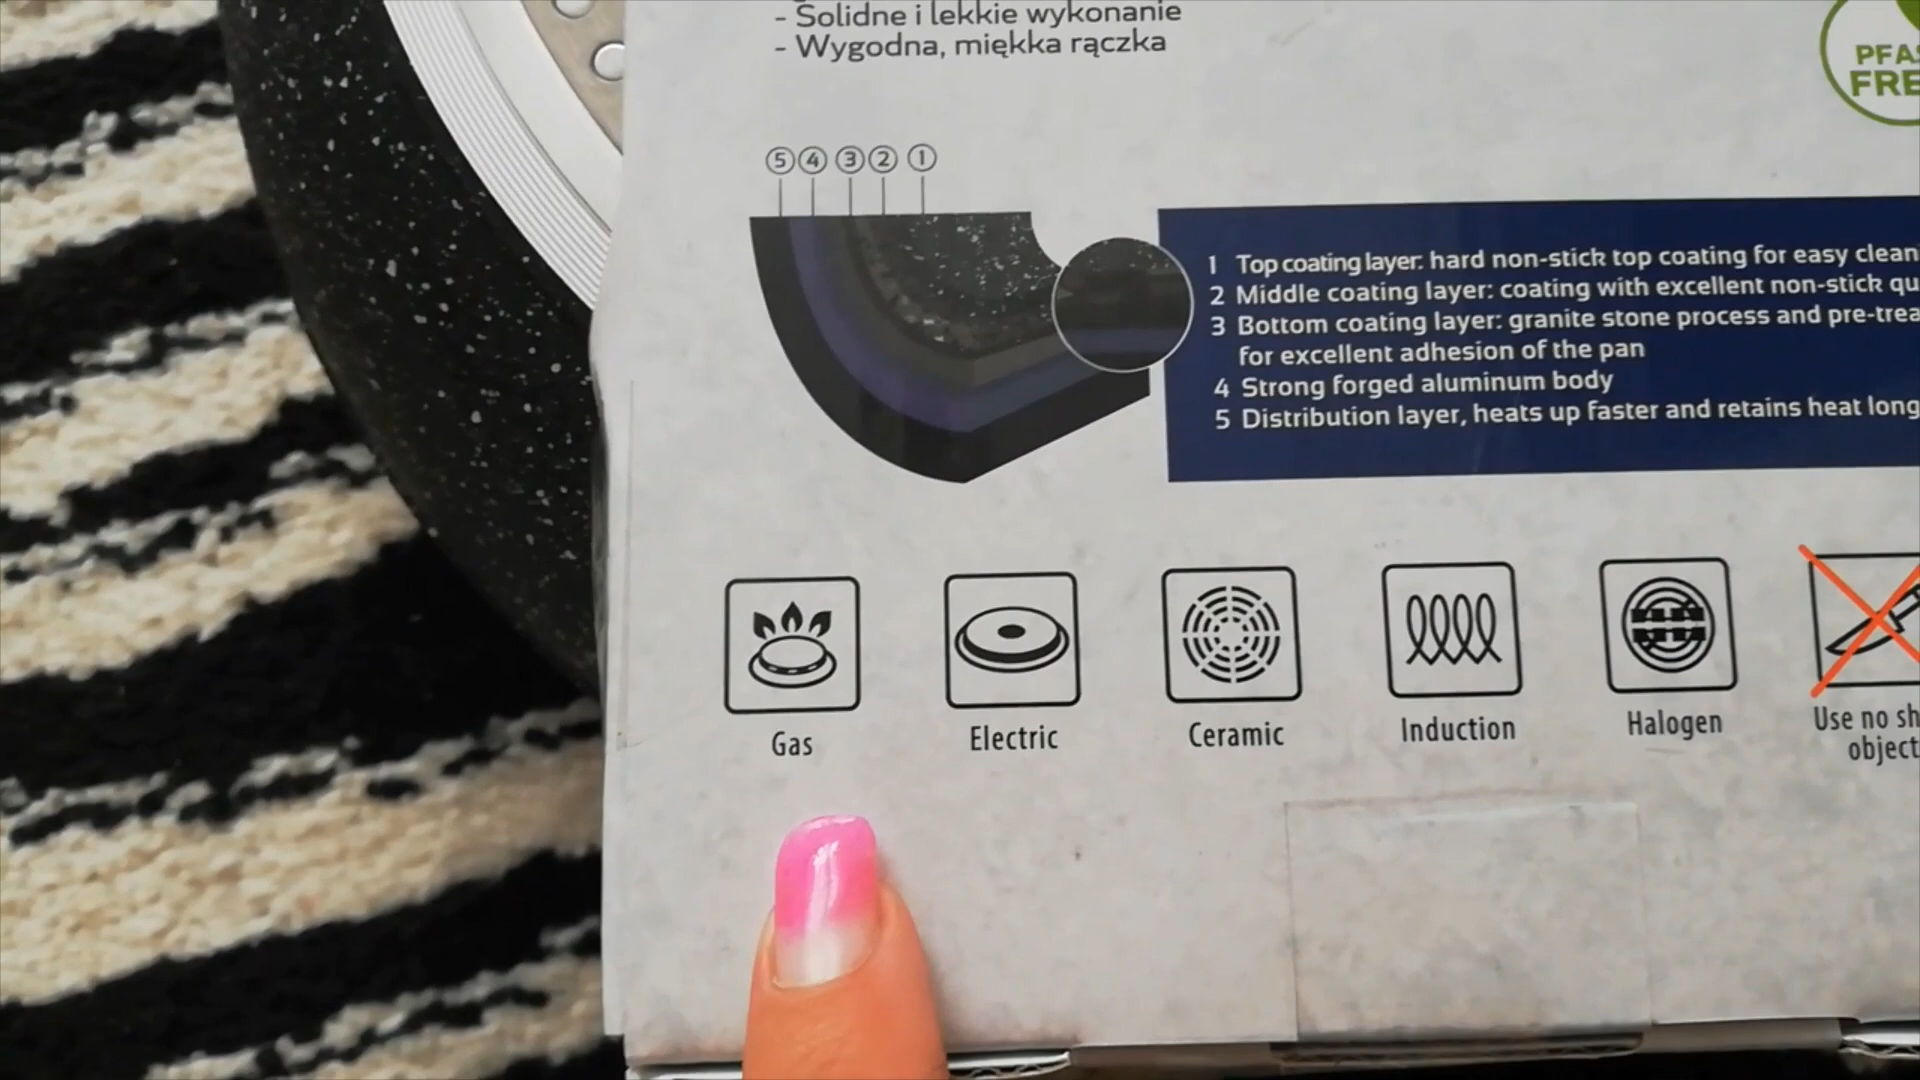 - Solidne i lekkie wykonanie
- Wygodna, miękka rączka
PFA
FRE
5 4 3 2 1
1 Top coating layer: hard non-stick top coating for easy clean
2 Middle coating layer: coating with excellent non-stick qu
3 Bottom coating layer: granite stone process and pre-trea
for excellent adhesion of the pan
4 Strong forged aluminum body
5 Distribution layer, heats up faster and retains heat long
Gas
Electric
Ceramic
Induction
Halogen
Use no sh
object